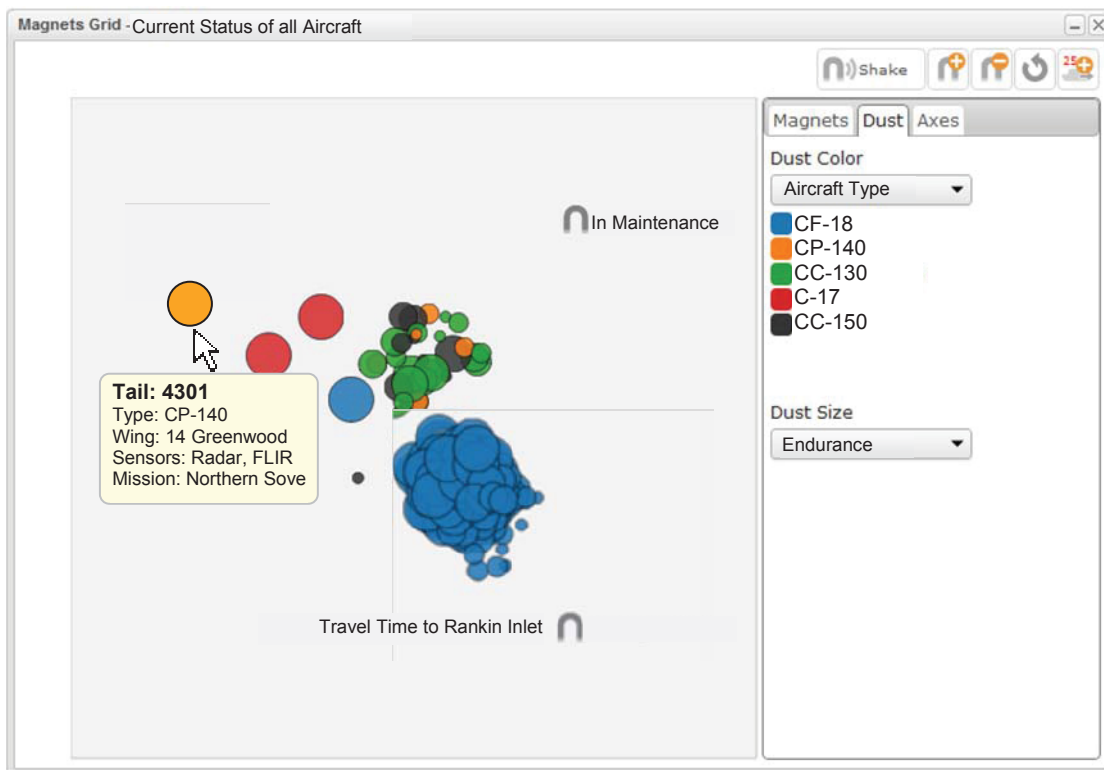 Magnets Grid - Current Status of all Aircraft
Shake
25
Magnets Dust Axes
Dust Color
Aircraft Type
CF-18
CP-140
CC-130
C-17
CC-150
Dust Size
Endurance
In Maintenance
Tail: 4301
Type: CP-140
Wing: 14 Greenwood
Sensors: Radar, FLIR
Mission: Northern Sove
Travel Time to Rankin Inlet